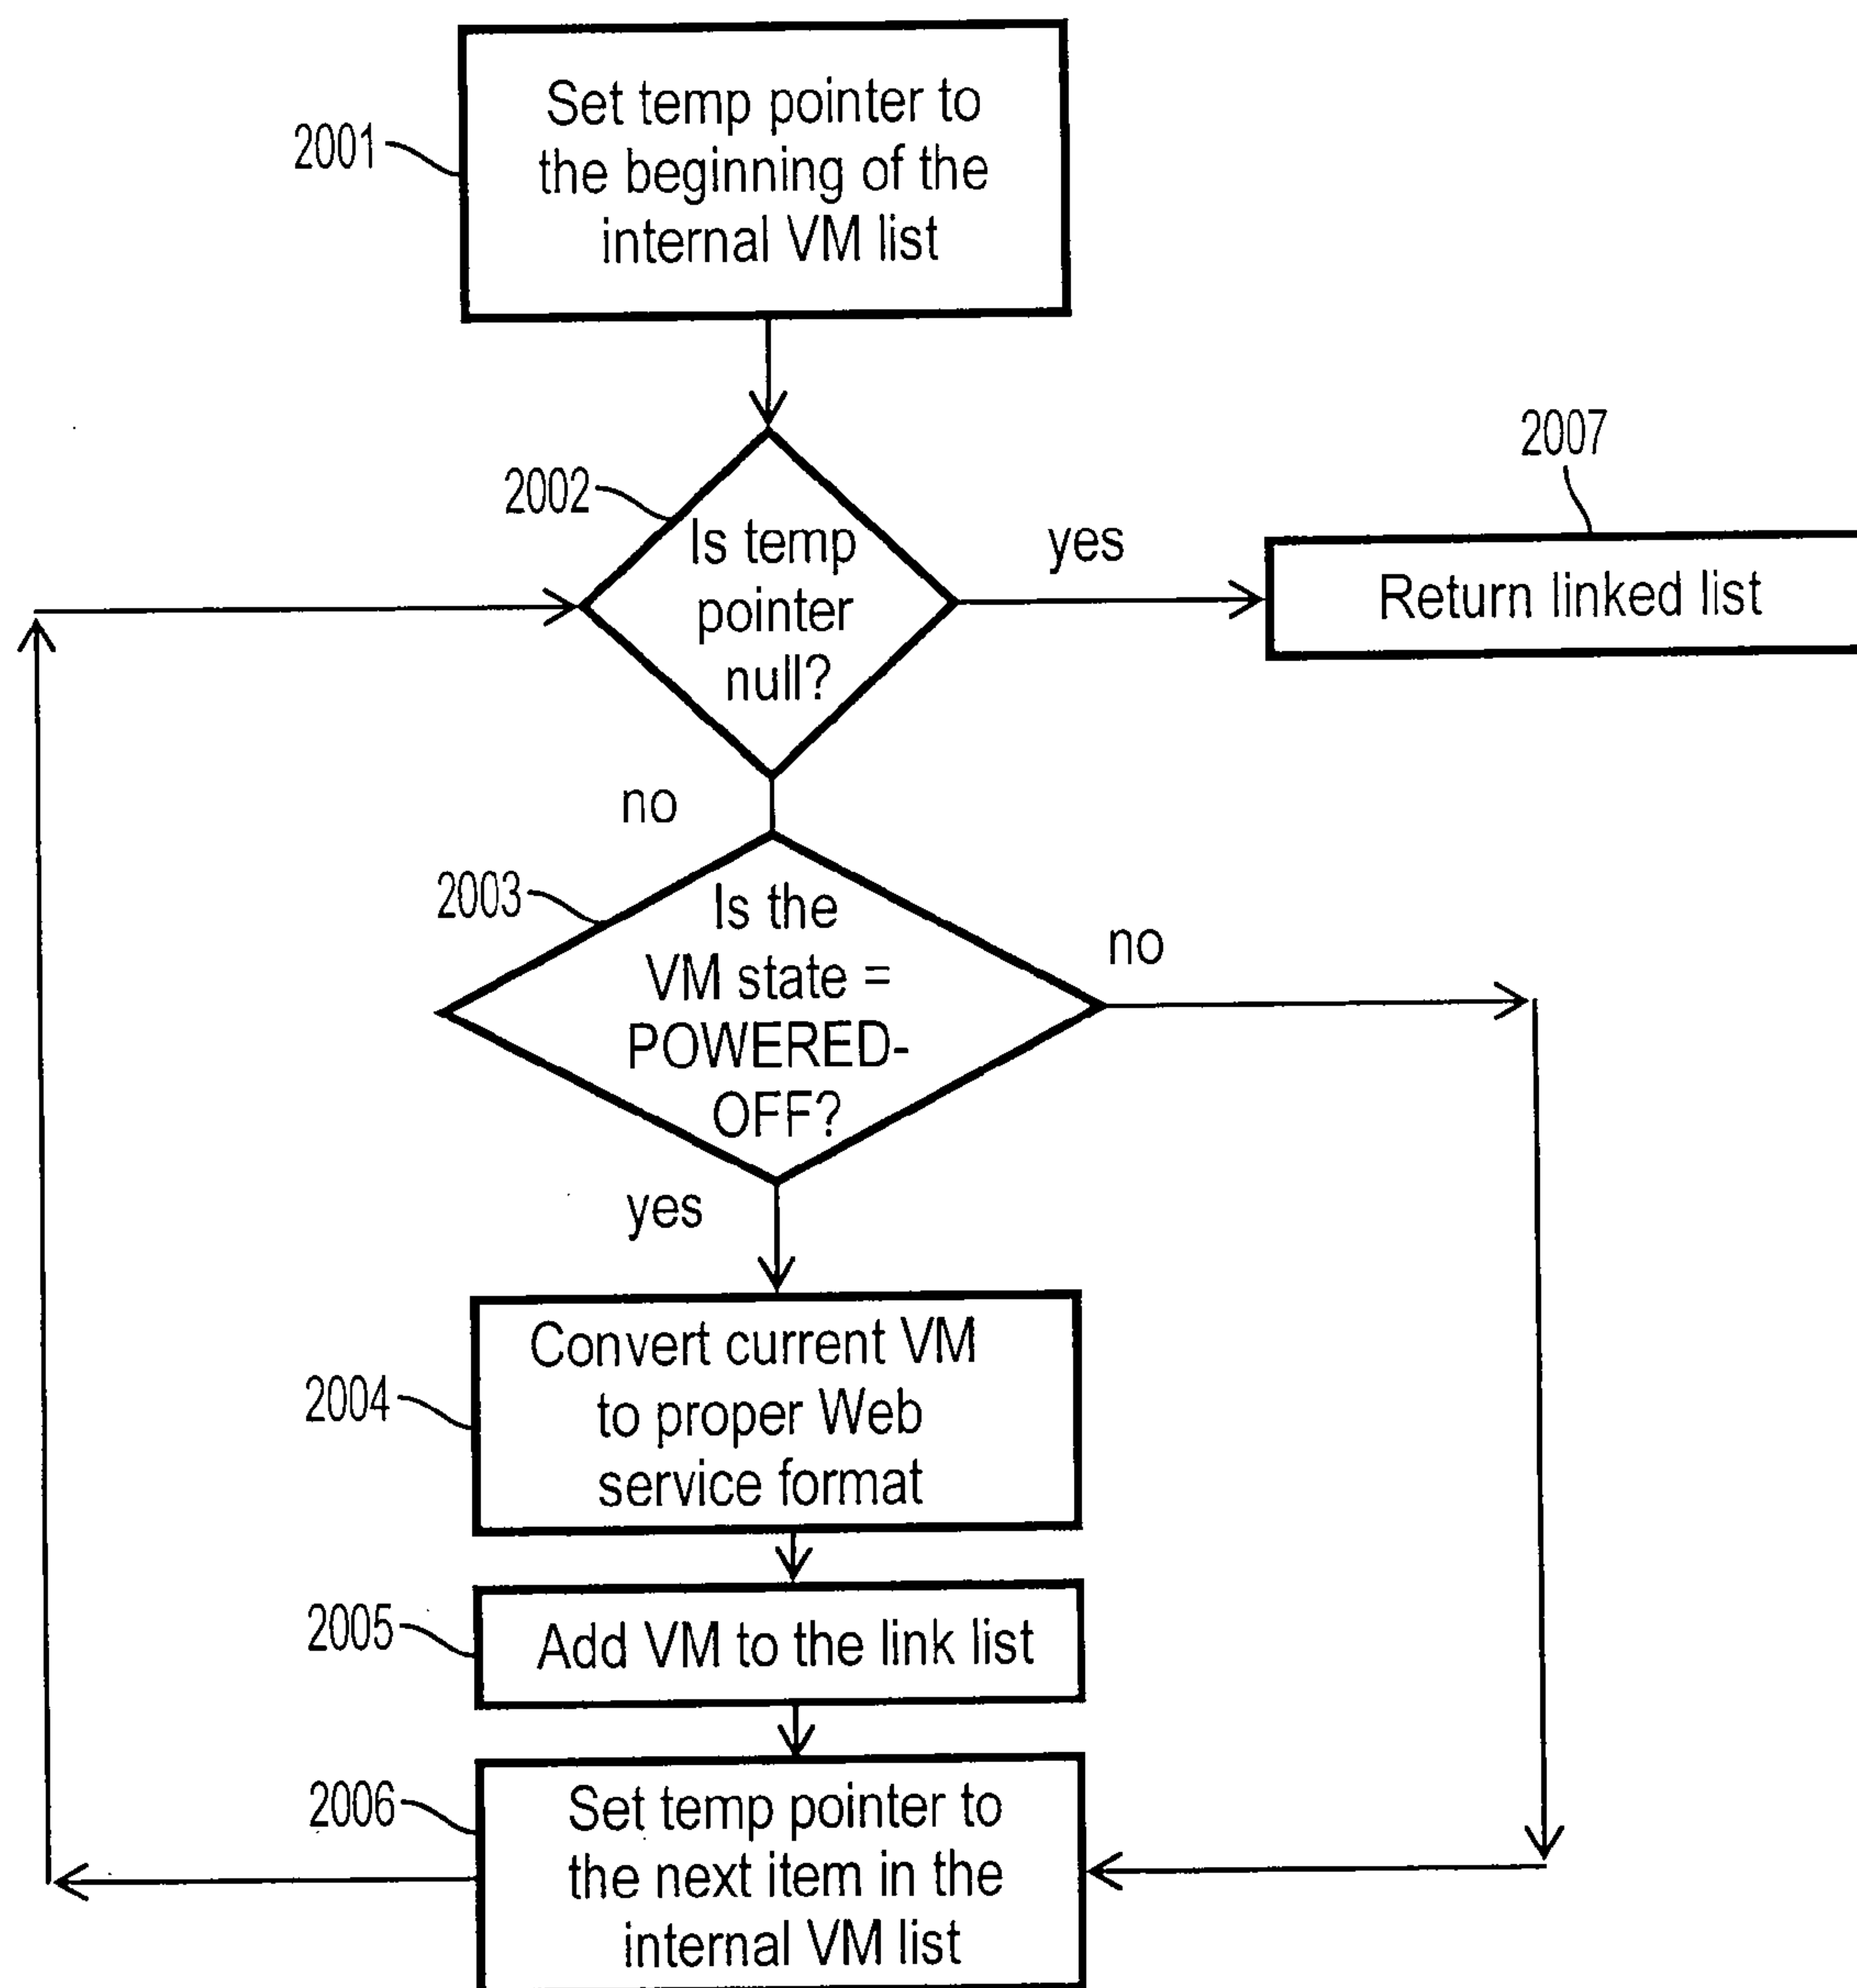 Set temp pointer to
the beginning of the
internal VM list
2001
2002
Is temp
pointer
null?
yes
2007
Return linked list
no
2003
Is the
VM state =
POWERED-
OFF?
no
yes
2004
Convert current VM
to proper Web
service format
2005
Add VM to the link list
2006
Set temp pointer to
the next item in the
internal VM list